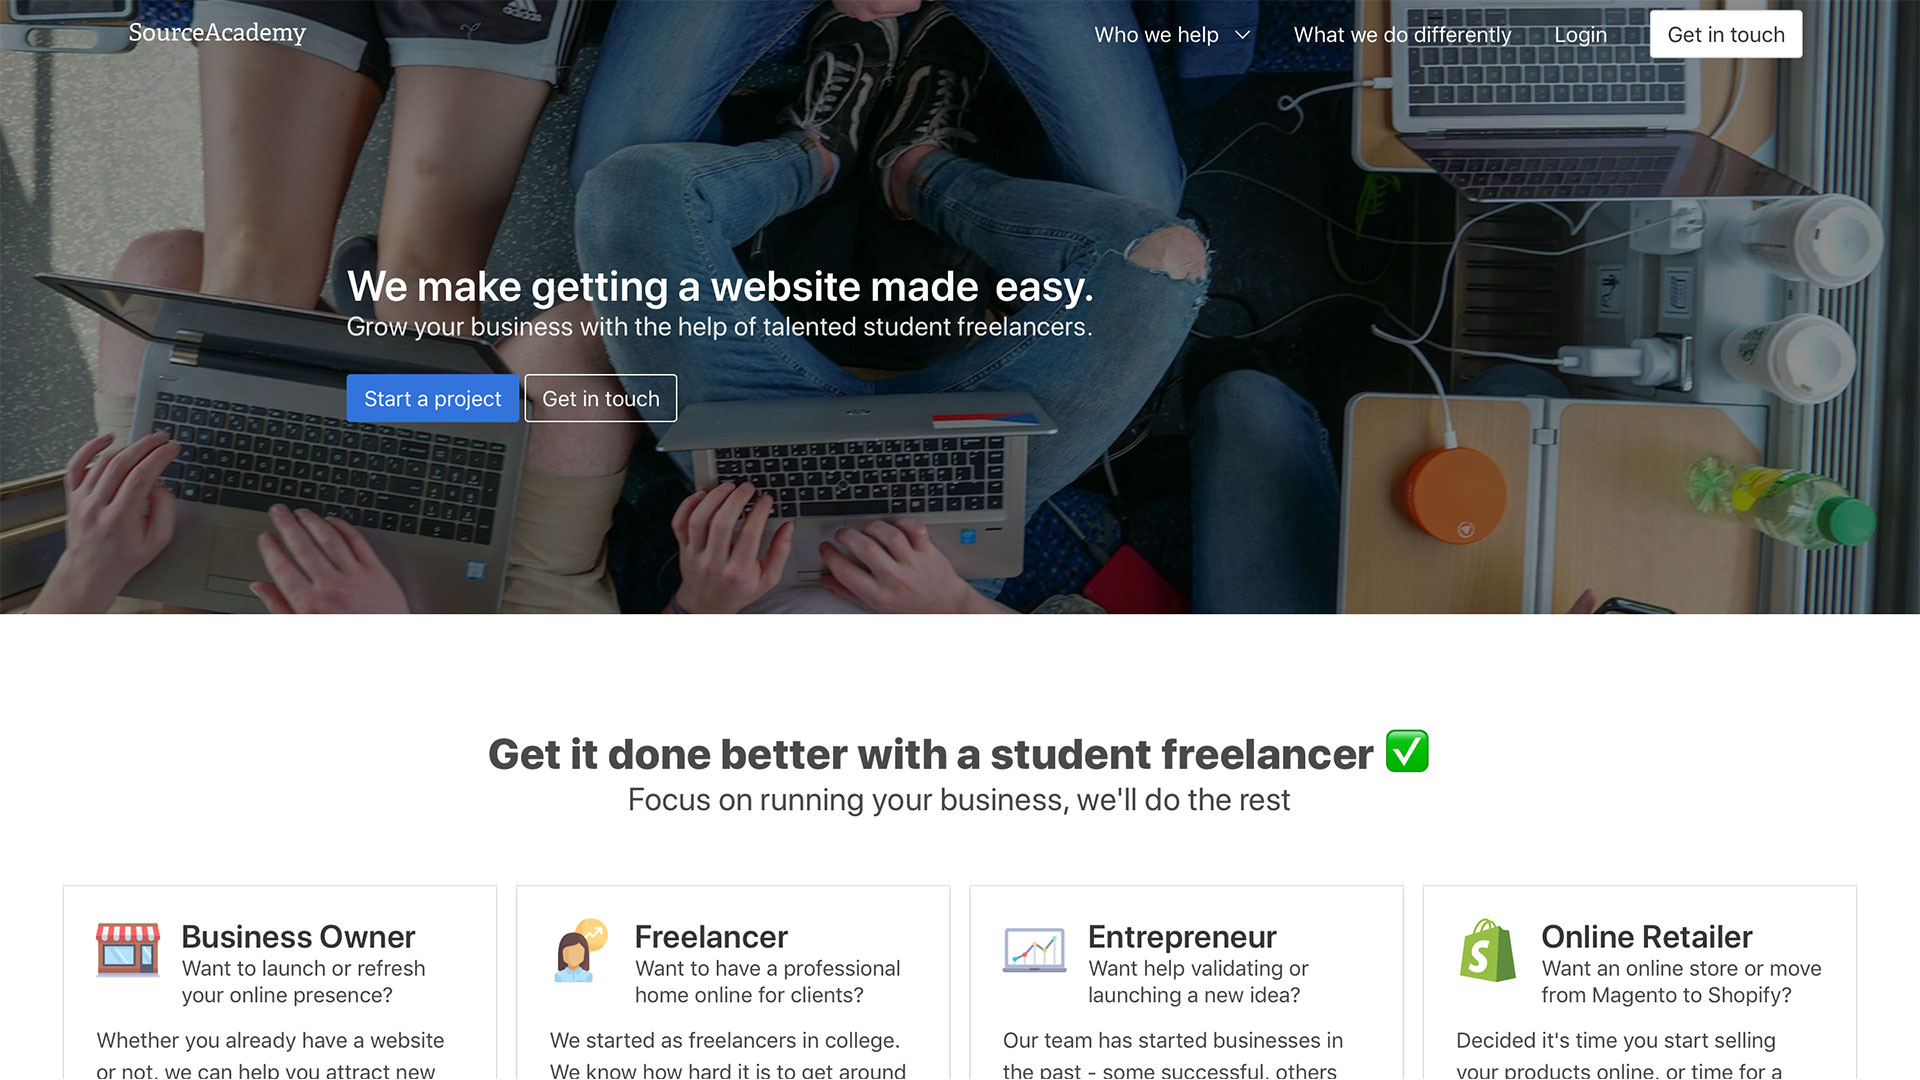 SourceAcademy
Who we help
What we do differently
Login
Get in touch
We make getting a website made easy.
Grow your business with the help of talented student freelancers.
Start a project
Get in touch
Get it done better with a student freelancer ✅
Focus on running your business, we'll do the rest
Business Owner
Want to launch or refresh
your online presence?
Whether you already have a website
or not, we can help you attract new
Freelancer
Want to have a professional
home online for clients?
We started as freelancers in college.
We know how hard it is to get around
Entrepreneur
Want help validating or
launching a new idea?
Our team has started businesses in
the past - some successful, others
Online Retailer
Want an online store or move
from Magento to Shopify?
Decided it's time you start selling
your products online, or time for a